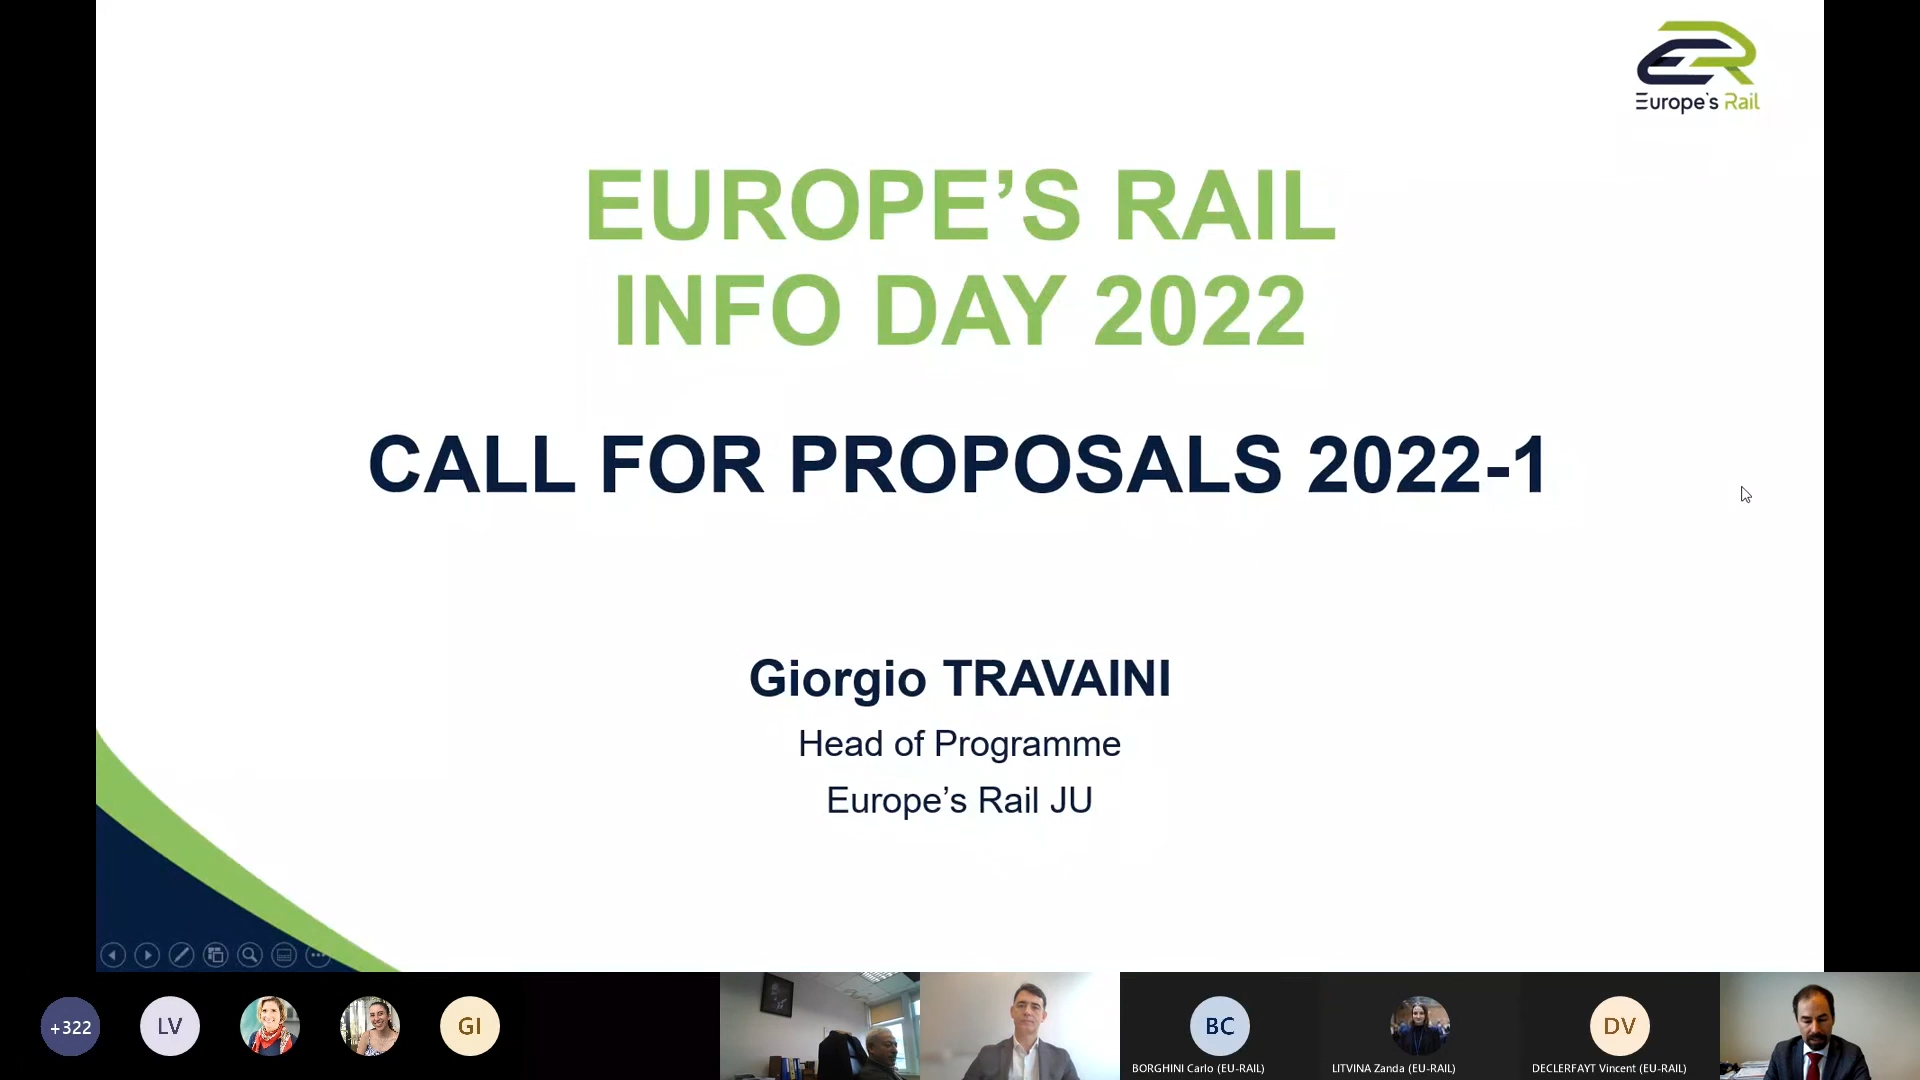 Europe's Rail
EUROPE’S RAIL
INFO DAY 2022
CALL FOR PROPOSALS 2022-1
Giorgio TRAVAINI
Head of Programme
Europe’s Rail JU
+322
LV
GI
BC
BORGHINI Carlo (EU-RAIL)
LITVINA Zanda (EU-RAIL)
DV
DECLERFAYT Vincent (EU-RAIL)